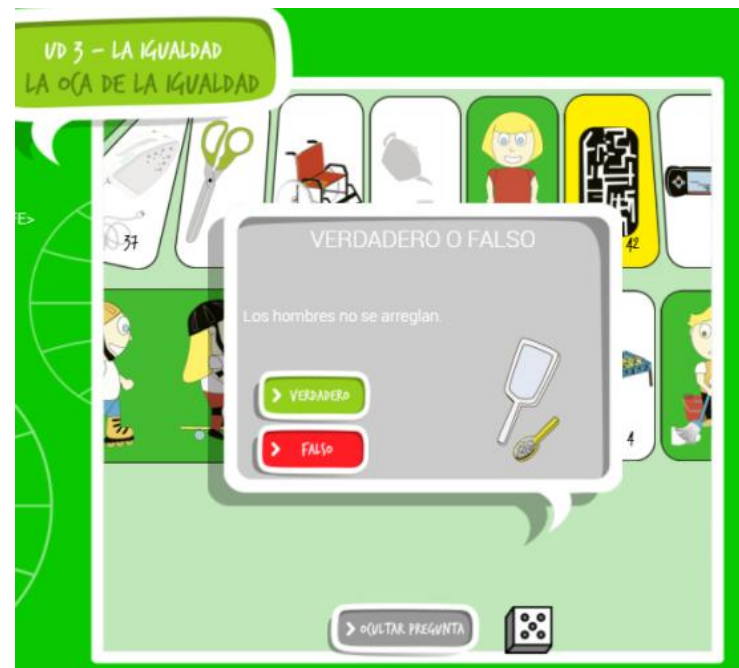 UD 3 – LA IGUALDAD
LA OCA DE LA IGUALDAD
FE>
37
42
VERDADERO O FALSO
Los hombres no se arreglan.
> VERDADERO
> FALSO
4
> OCULTAR PREGUNTA